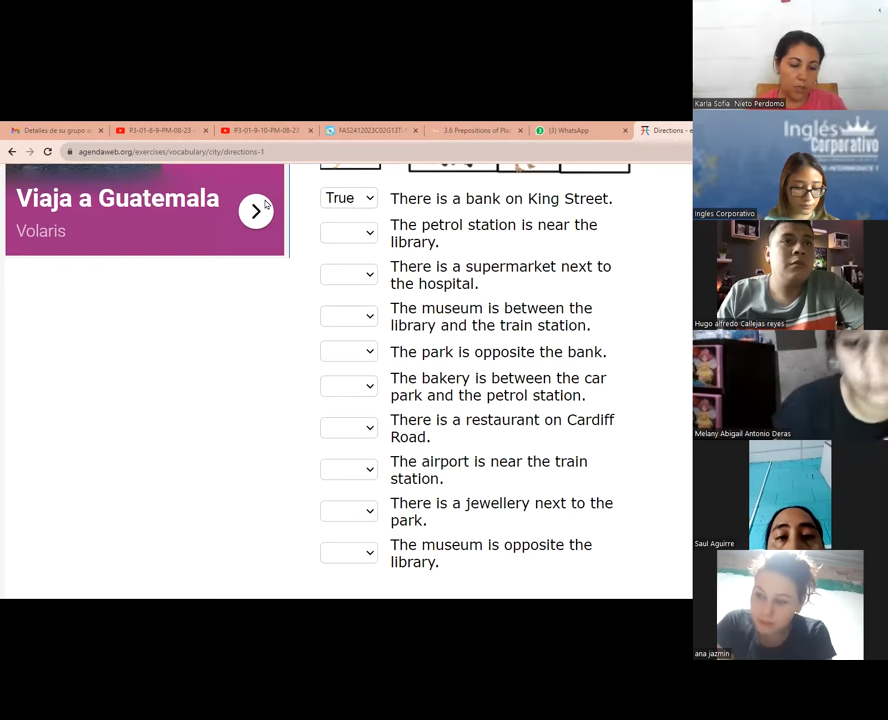 Karla Sofia Nieto Perdomo
Detalles de su grupo a
P3-01-8-9-PM-08-23 -
P3-01-9-10-PM-08-23
3.6 Prepositions of Pla
(3) WhatsApp
Directions - e
agendaweb.org/exercises/vocabulary/city/directions-1
Viaja a Guatemala
Volaris
True
There is a bank on King Street.
The petrol station is near the
library.
There is a supermarket next to
the hospital.
The museum is between the
library and the train station.
The park is opposite the bank.
The bakery is between the car
park and the petrol station.
There is a restaurant on Cardiff
Road.
The airport is near the train
station.
There is a jewellery next to the
park.
The museum is opposite the
library.
Inglés
Corporativo
Ingles Corporativo
Hugo alfredo Callejas reyes
Melany Abigail Antonio Deras
Saul Aguirre
ana jazmin